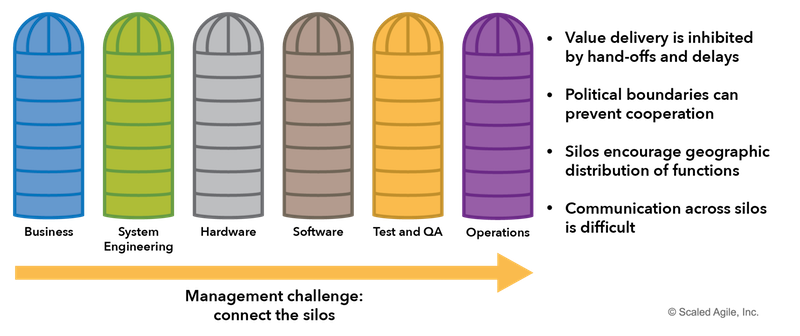 Business
System
Engineering
Hardware
Software
Test and QA
Operations
Management challenge:
connect the silos
• Value delivery is inhibited
by hand-offs and delays
• Political boundaries can
prevent cooperation
• Silos encourage geographic
distribution of functions
• Communication across silos
is difficult
© Scaled Agile, Inc.